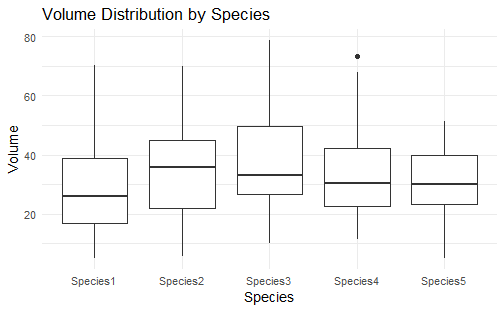 Volume Distribution by Species
Volume
80
60
40
20
Species1 Species2 Species3 Species4 Species5
Species